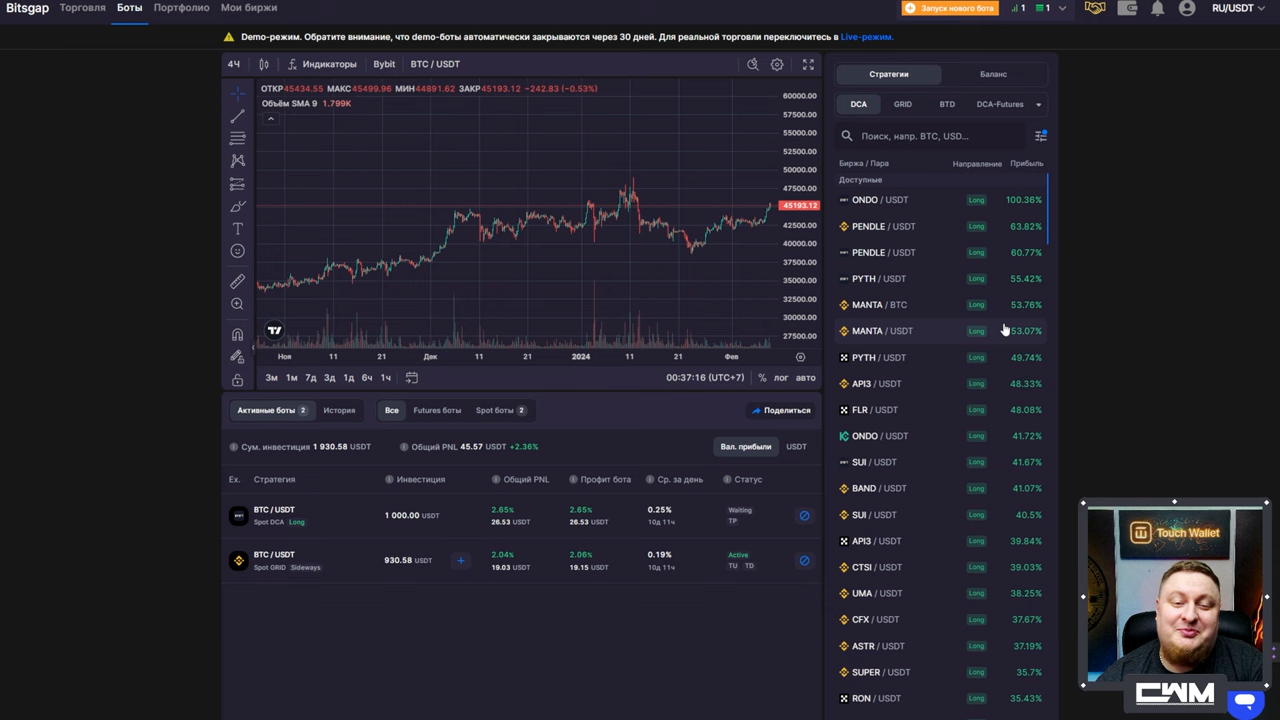 Bitsgap Торговля Боты Портфолио Мои биржи Запуск нового бота 1 1 RU/USDT
Demo-режим. Обратите внимание, что demo-боты автоматически закрываются через 30 дней. Для реальной торговли переключитесь в Live-режим.
4Ч Индикаторы Bybit BTC / USDT
ОТКР45434.55 МАКС45499.96 МИН44891.62 ЗАКР45193.12 −242.83 (−0.53%)
Объём SMA 9 1.799K
60000.00
57500.00
55000.00
52500.00
50000.00
47500.00
45193.12
42500.00
40000.00
37500.00
35000.00
32500.00
30000.00
27500.00
Ноя 11 21 Дек 11 21 2024 11 21 Фев
3м 1м 7д 3д 1д 6ч 1ч 00:37:16 (UTC+7) % лог авто
Активные боты 2 История Все Futures боты Spot боты 2 Поделиться
Сум. инвестиция 1 930.58 USDT Общий PNL 45.57 USDT +2.36% Вал. прибыли USDT
Ex. Стратегия Инвестиция Общий PNL Профит бота Ср. за день Статус
BTC / USDT 1 000.00 2.65% 2.65% 0.25% Waiting
Spot DCA Long 26.53 USDT 26.53 USDT 10д 11ч TP
BTC / USDT 930.58 USDT 2.04% 2.06% 0.19% Active
Spot GRID Sideways 19.03 USDT 19.15 USDT 10д 11ч TU TD
Стратегии Баланс
DCA GRID BTD DCA-Futures
Поиск, напр. BTC, USD...
Биржа / Пара Направление Прибыль
Доступные
ONDO / USDT Long 100.36%
PENDLE / USDT Long 63.82%
PENDLE / USDT Long 60.77%
PYTH / USDT Long 55.42%
MANTA / BTC Long 53.76%
MANTA / USDT Long 53.07%
PYTH / USDT Long 49.74%
API3 / USDT Long 48.33%
FLR / USDT Long 48.08%
ONDO / USDT Long 41.72%
SUI / USDT Long 41.67%
BAND / USDT Long 41.07%
SUI / USDT Long 40.5%
API3 / USDT Long 39.84%
CTSI / USDT Long 39.03%
UMA / USDT Long 38.25%
CFX / USDT Long 37.67%
ASTR / USDT Long 37.19%
SUPER / USDT Long 35.7%
RON / USDT Long 35.43%
Touch Wallet
CWM